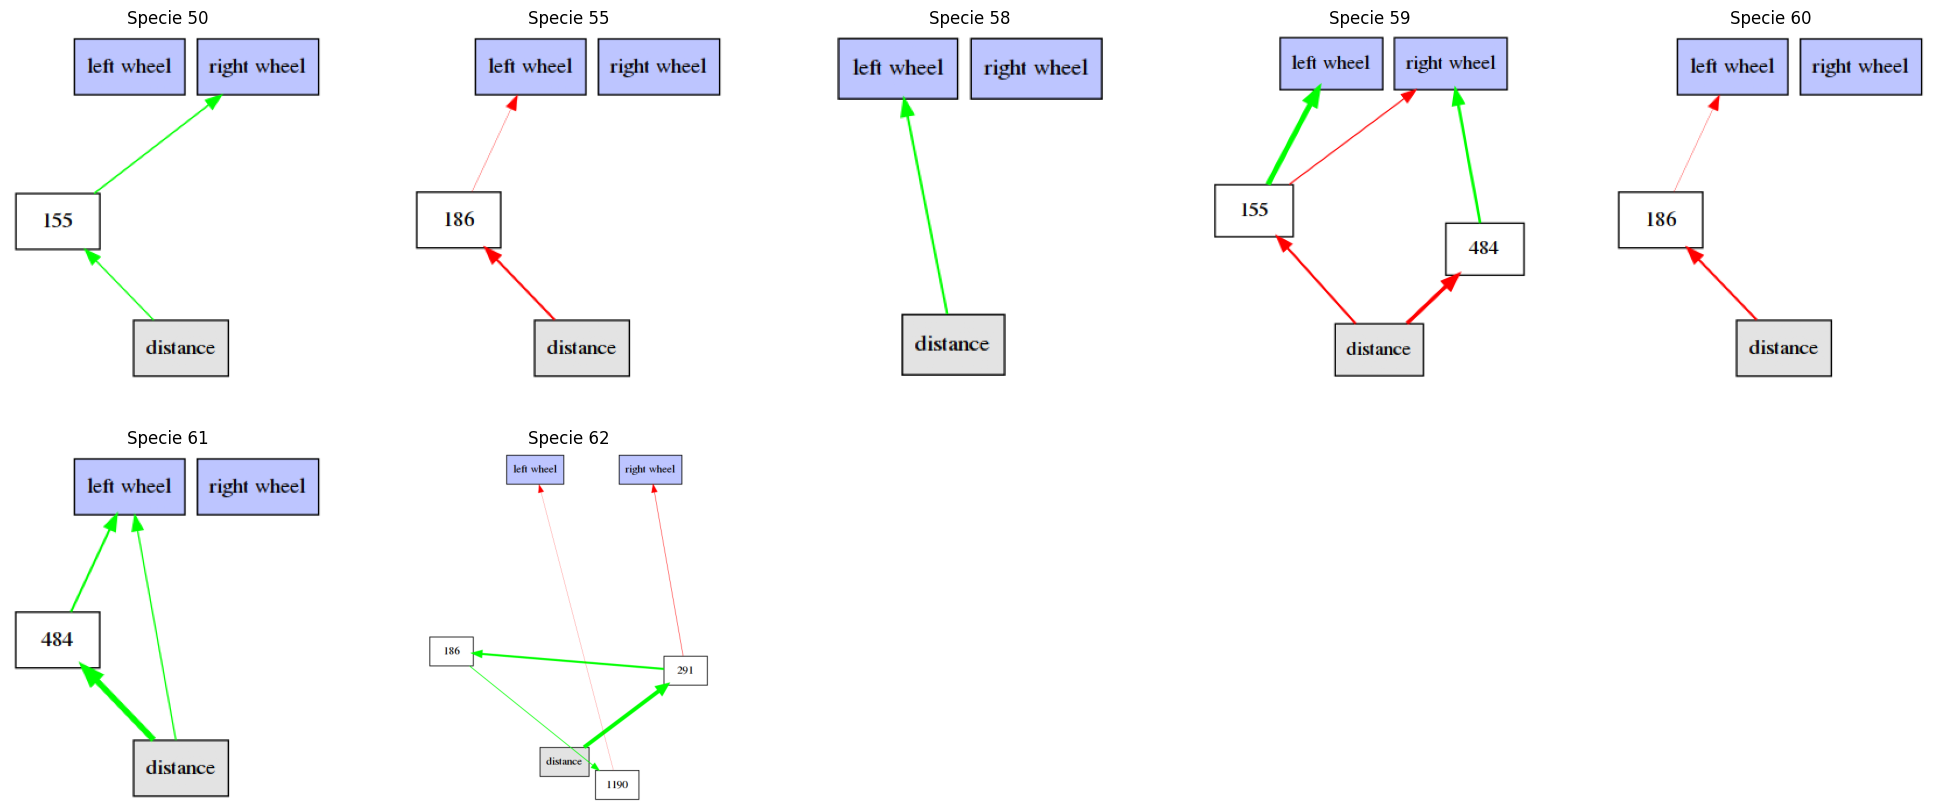 Specie 50
left wheel
right wheel
155
distance
Specie 55
left wheel
right wheel
186
distance
Specie 58
left wheel
right wheel
distance
Specie 59
left wheel
right wheel
155
484
distance
Specie 60
left wheel
right wheel
186
distance
Specie 61
left wheel
right wheel
484
distance
Specie 62
left wheel
right wheel
186
291
distance
1190